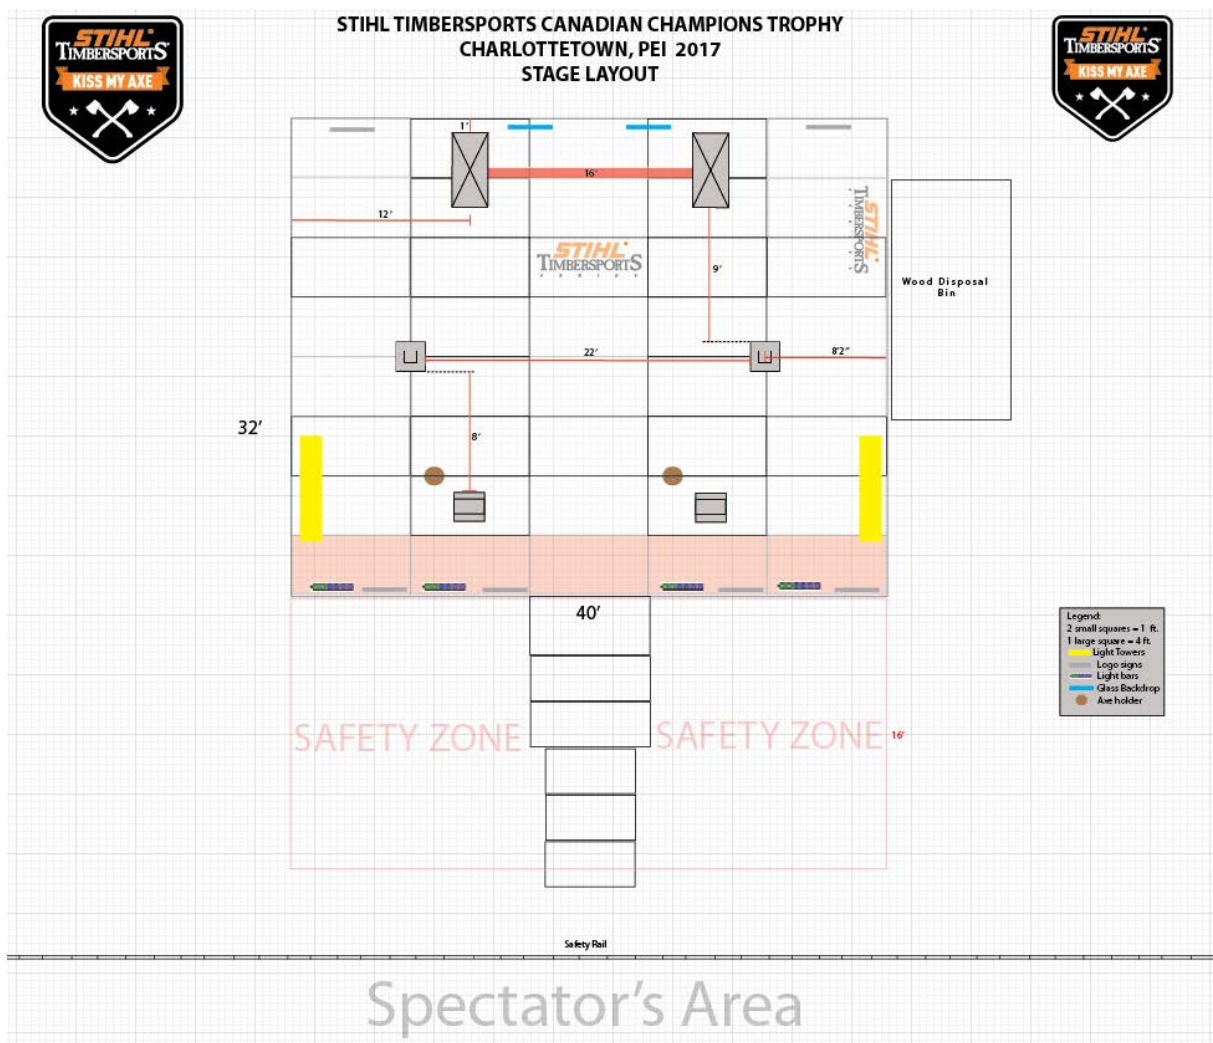 STIHL TIMBERSPORTS CANADIAN CHAMPIONS TROPHY
CHARLOTTETOWN, PEI 2017
STAGE LAYOUT
STIHL
TIMBERSPORTS
KISS MY AXE
STIHL
TIMBERSPORTS
KISS MY AXE
1'
16'
12'
STIHL
TIMBERSPORTS
SERIES
9'
STIHL
TIMBERSPORTS
Wood Disposal
Bin
22'
8'2"
32'
8'
40'
Legend:
2 small squares = 1 ft.
1 large square = 4 ft.
Light Towers
Logo signs
Light bars
Glass Backdrop
Axe holder
SAFETY ZONE
SAFETY ZONE
16'
Safety Rail
Spectator's Area